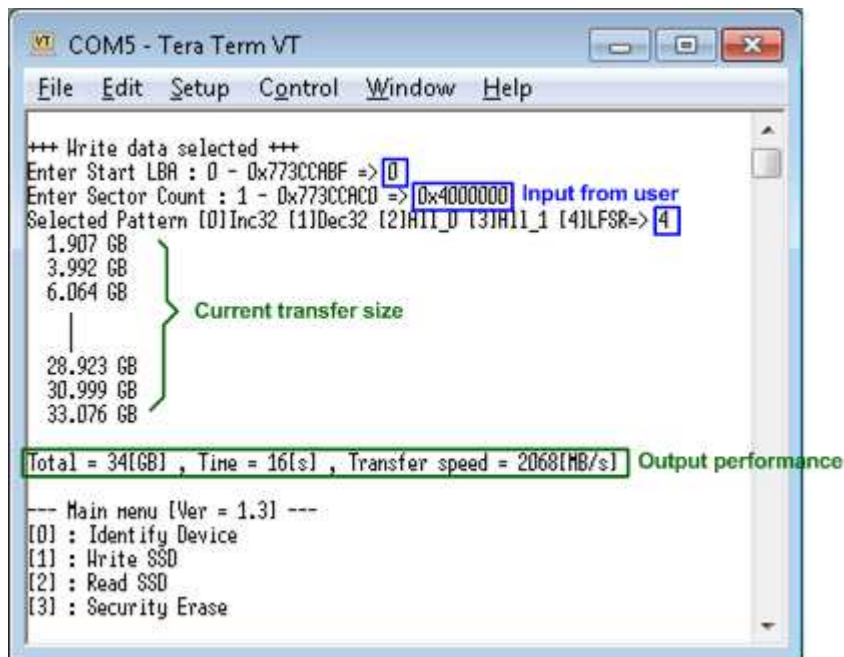 COM5 - Tera Term VT
File Edit Setup Control Window Help
+++ Write data selected +++
Enter Start LBA : 0 - 0x773CCABF => 0
Enter Sector Count : 1 - 0x773CCAC0 => 0x4000000 Input from user
Selected Pattern [0]Inc32 [1]Dec32 [2]All_0 [3]All_1 [4]LFSR=> 4
1.907 GB
3.992 GB
6.064 GB
Current transfer size
28.923 GB
30.999 GB
33.076 GB
Total = 34[GB] , Time = 16[s] , Transfer speed = 2068[MB/s] Output performance
--- Main menu [Ver = 1.3] ---
[0] : Identify Device
[1] : Write SSD
[2] : Read SSD
[3] : Security Erase